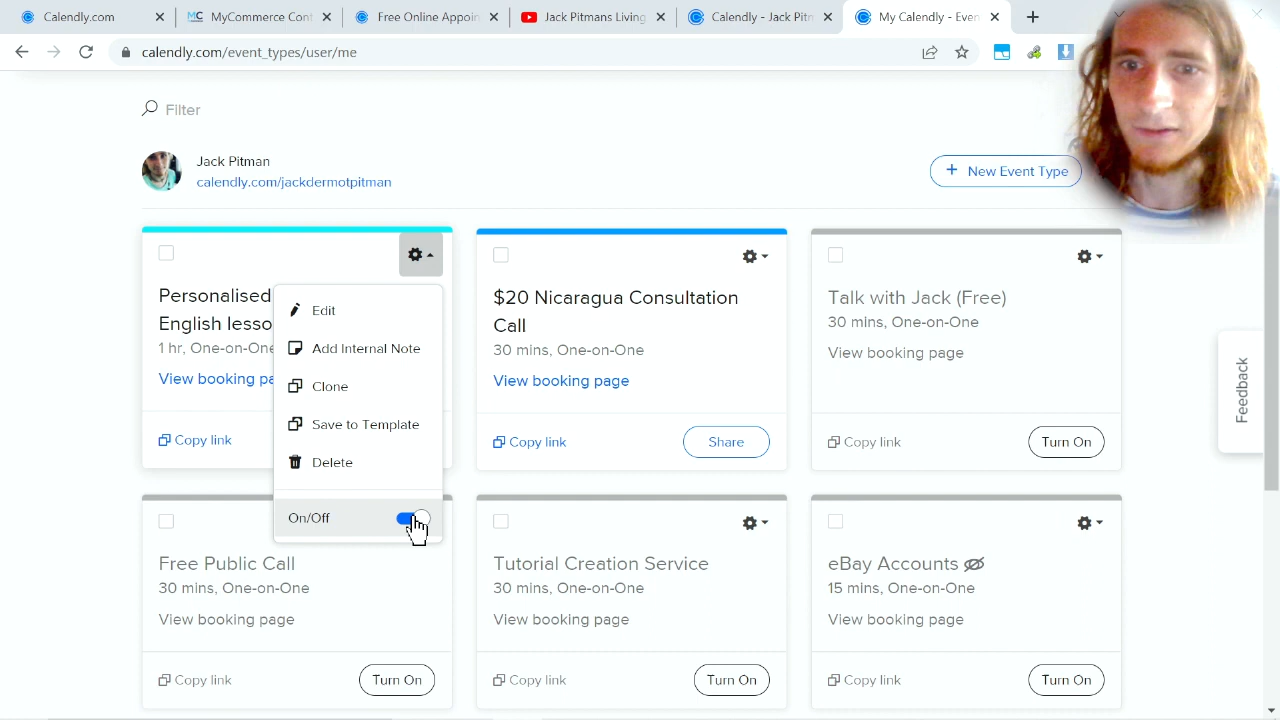 Calendly.com
MyCommerce Cont
Free Online Appoin
Jack Pitmans Living
Calendly - Jack Pitm
My Calendly - Even
calendly.com/event_types/user/me
Filter
Jack Pitman
calendly.com/jackdermotpitman
+ New Event Type
Personalised
English lesso
1 hr, One-on-One
View booking pa
Copy link
Edit
Add Internal Note
Clone
Save to Template
Delete
On/Off
$20 Nicaragua Consultation
Call
30 mins, One-on-One
View booking page
Copy link
Share
Talk with Jack (Free)
30 mins, One-on-One
View booking page
Copy link
Turn On
Feedback
Free Public Call
30 mins, One-on-One
View booking page
Copy link
Turn On
Tutorial Creation Service
30 mins, One-on-One
View booking page
Copy link
Turn On
eBay Accounts
15 mins, One-on-One
View booking page
Copy link
Turn On